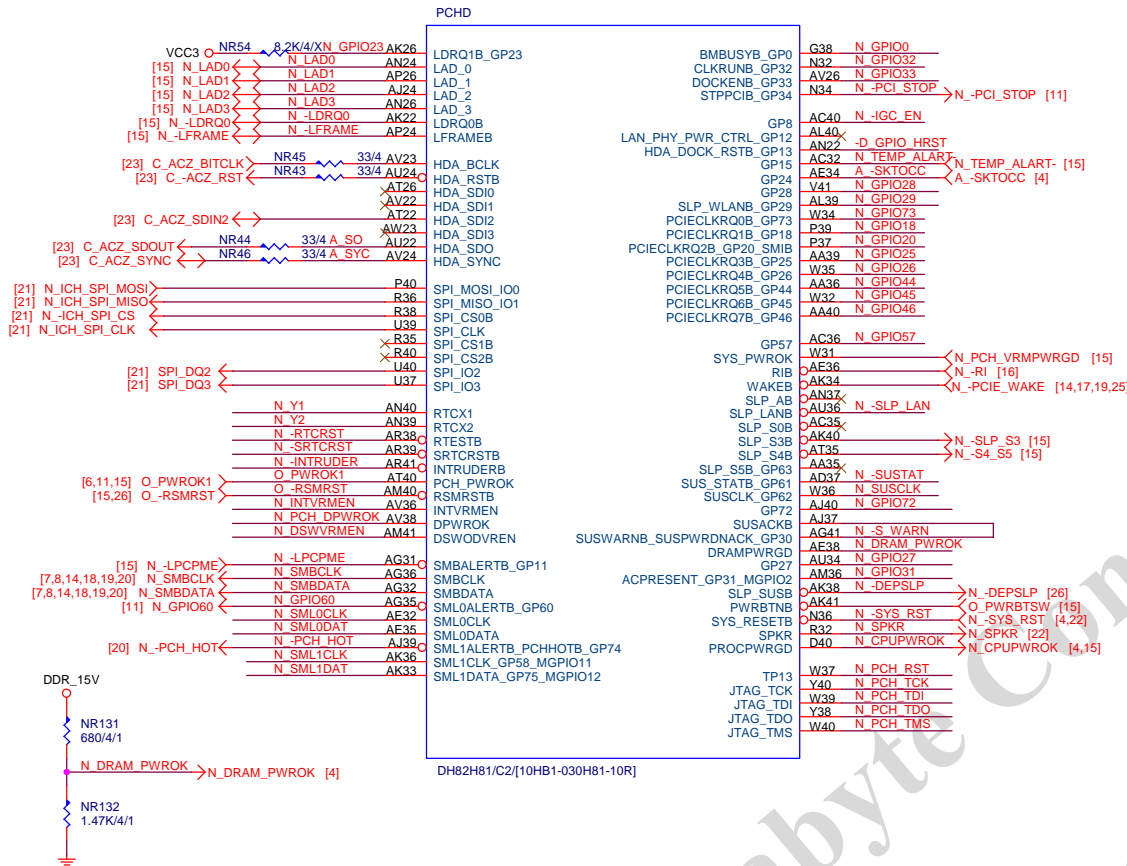 PCHD
VCC3 NR54 8.2K/4/X N_GPIO23 AK26 LDRQ1B_GP23
[15] N_LAD0 N_LAD0 AN24 LAD_0
[15] N_LAD1 N_LAD1 AP26 LAD_1
[15] N_LAD2 N_LAD2 AJ24 LAD_2
[15] N_LAD3 N_LAD3 AN26 LAD_3
[15] N_-LDRQ0 N_-LDRQ0 AK22 LDRQ0B
[15] N_-LFRAME N_-LFRAME AP24 LFRAMEB
[23] C_ACZ_BITCLK NR45 33/4 AV23 HDA_BCLK
[23] C_-ACZ_RST NR43 33/4 AU24 HDA_RSTB
AT26 HDA_SDI0
AV22 HDA_SDI1
[23] C_ACZ_SDIN2 AT22 HDA_SDI2
AW23 HDA_SDI3
[23] C_ACZ_SDOUT NR44 33/4 A_SO AU22 HDA_SDO
[23] C_ACZ_SYNC NR46 33/4 A_SYC AV24 HDA_SYNC
[21] N_ICH_SPI_MOSI P40 SPI_MOSI_IO0
[21] N_ICH_SPI_MISO R36 SPI_MISO_IO1
[21] N_-ICH_SPI_CS R38 SPI_CS0B
[21] N_ICH_SPI_CLK U39 SPI_CLK
R35 SPI_CS1B
R40 SPI_CS2B
[21] SPI_DQ2 U40 SPI_IO2
[21] SPI_DQ3 U37 SPI_IO3
N_Y1 AN40 RTCX1
N_Y2 AN39 RTCX2
N_-RTCRST AR38 RTESTB
N_-SRTCRST AR39 SRTCRSTB
N_-INTRUDER AR41 INTRUDERB
[6,11,15] O_PWROK1 O_PWROK1 AT40 PCH_PWROK
[15,26] O_-RSMRST O_-RSMRST AM40 RSMRSTB
N_INTVRMEN AV36 INTVRMEN
N_PCH_DPWROK AV38 DPWROK
N_DSWVRMEN AM41 DSWODVREN
[15] N_-LPCPME N_-LPCPME AG31 SMBALERTB_GP11
[7,8,14,18,19,20] N_SMBCLK N_SMBCLK AG36 SMBCLK
[7,8,14,18,19,20] N_SMBDATA N_SMBDATA AG32 SMBDATA
[11] N_GPIO60 N_GPIO60 AG35 SML0ALERTB_GP60
N_SML0CLK AE32 SML0CLK
N_SML0DAT AE35 SML0DATA
[20] N_-PCH_HOT N_-PCH_HOT AJ39 SML1ALERTB_PCHHOTB_GP74
N_SML1CLK AK36 SML1CLK_GP58_MGPIO11
N_SML1DAT AK33 SML1DATA_GP75_MGPIO12
BMBUSYB_GP0 G38 N_GPIO0
CLKRUNB_GP32 N32 N_GPIO32
DOCKENB_GP33 AV26 N_GPIO33
STPPCIB_GP34 N34 N_-PCI_STOP N_-PCI_STOP [11]
GP8 AC40 N_-IGC_EN
LAN_PHY_PWR_CTRL_GP12 AL40
HDA_DOCK_RSTB_GP13 AN22 -D_GPIO_HRST
GP15 AC32 N_TEMP_ALART N_TEMP_ALART- [15]
GP24 AE34 A_-SKTOCC A_-SKTOCC [4]
GP28 V41 N_GPIO28
SLP_WLANB_GP29 AL39 N_GPIO29
PCIECLKRQ0B_GP73 W34 N_GPIO73
PCIECLKRQ1B_GP18 P39 N_GPIO18
PCIECLKRQ2B_GP20_SMIB P37 N_GPIO20
PCIECLKRQ3B_GP25 AA39 N_GPIO25
PCIECLKRQ4B_GP26 W35 N_GPIO26
PCIECLKRQ5B_GP44 AA36 N_GPIO44
PCIECLKRQ6B_GP45 W32 N_GPIO45
PCIECLKRQ7B_GP46 AA40 N_GPIO46
GP57 AC36 N_GPIO57
SYS_PWROK W31 N_PCH_VRMPWRGD [15]
RIB AE36 N_-RI [16]
WAKEB AK34 N_-PCIE_WAKE [14,17,19,25]
SLP_AB AN37
SLP_LANB AU36 N_-SLP_LAN
SLP_S0B AC35
SLP_S3B AK40 N_-SLP_S3 [15]
SLP_S4B AT35 N_-S4_S5 [15]
SLP_S5B_GP63 AA35
SUS_STATB_GP61 AD37 N_-SUSTAT
SUSCLK_GP62 W36 N_SUSCLK
GP72 AJ40 N_GPIO72
SUSACKB AJ37
SUSWARNB_SUSPWRDNACK_GP30 AG41 N_-S_WARN
DRAMPWRGD AE38 N_DRAM_PWROK
GP27 AU34 N_GPIO27
ACPRESENT_GP31_MGPIO2 AM36 N_GPIO31
SLP_SUSB AK38 N_-DEPSLP N_-DEPSLP [26]
PWRBTNB AK41 O_PWRBTSW [15]
SYS_RESETB N36 N_-SYS_RST N_-SYS_RST [4,22]
SPKR R32 N_SPKR N_SPKR [22]
PROCPWRGD D40 N_CPUPWROK N_CPUPWROK [4,15]
TP13 W37 N_PCH_RST
JTAG_TCK Y40 N_PCH_TCK
JTAG_TDI W39 N_PCH_TDI
JTAG_TDO Y38 N_PCH_TDO
JTAG_TMS W40 N_PCH_TMS
DH82H81/C2/[10HB1-030H81-10R]
DDR_15V
NR131
680/4/1
N_DRAM_PWROK N_DRAM_PWROK [4]
NR132
1.47K/4/1
abyte Con